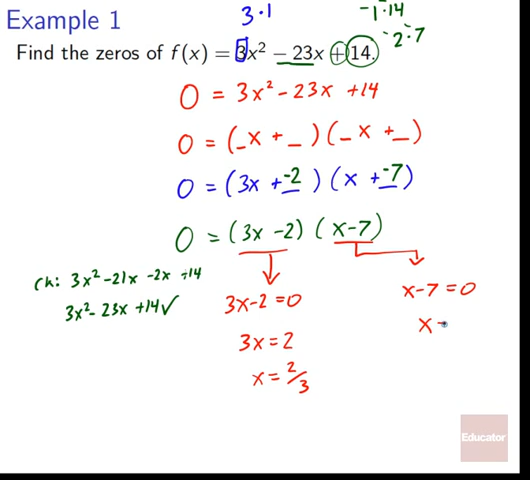 Example 1
3·1
-1·-14
-2·-7
Find the zeros of f(x) = 3x² − 23x + 14.
0 = 3x² - 23x + 14
0 = (_x + _)(_x + _)
0 = (3x + -2)(x + -7)
0 = (3x - 2)(x - 7)
ch: 3x² - 21x - 2x + 14
3x² - 23x + 14 ✓
3x - 2 = 0
3x = 2
x = 2/3
x - 7 = 0
x -
Educator